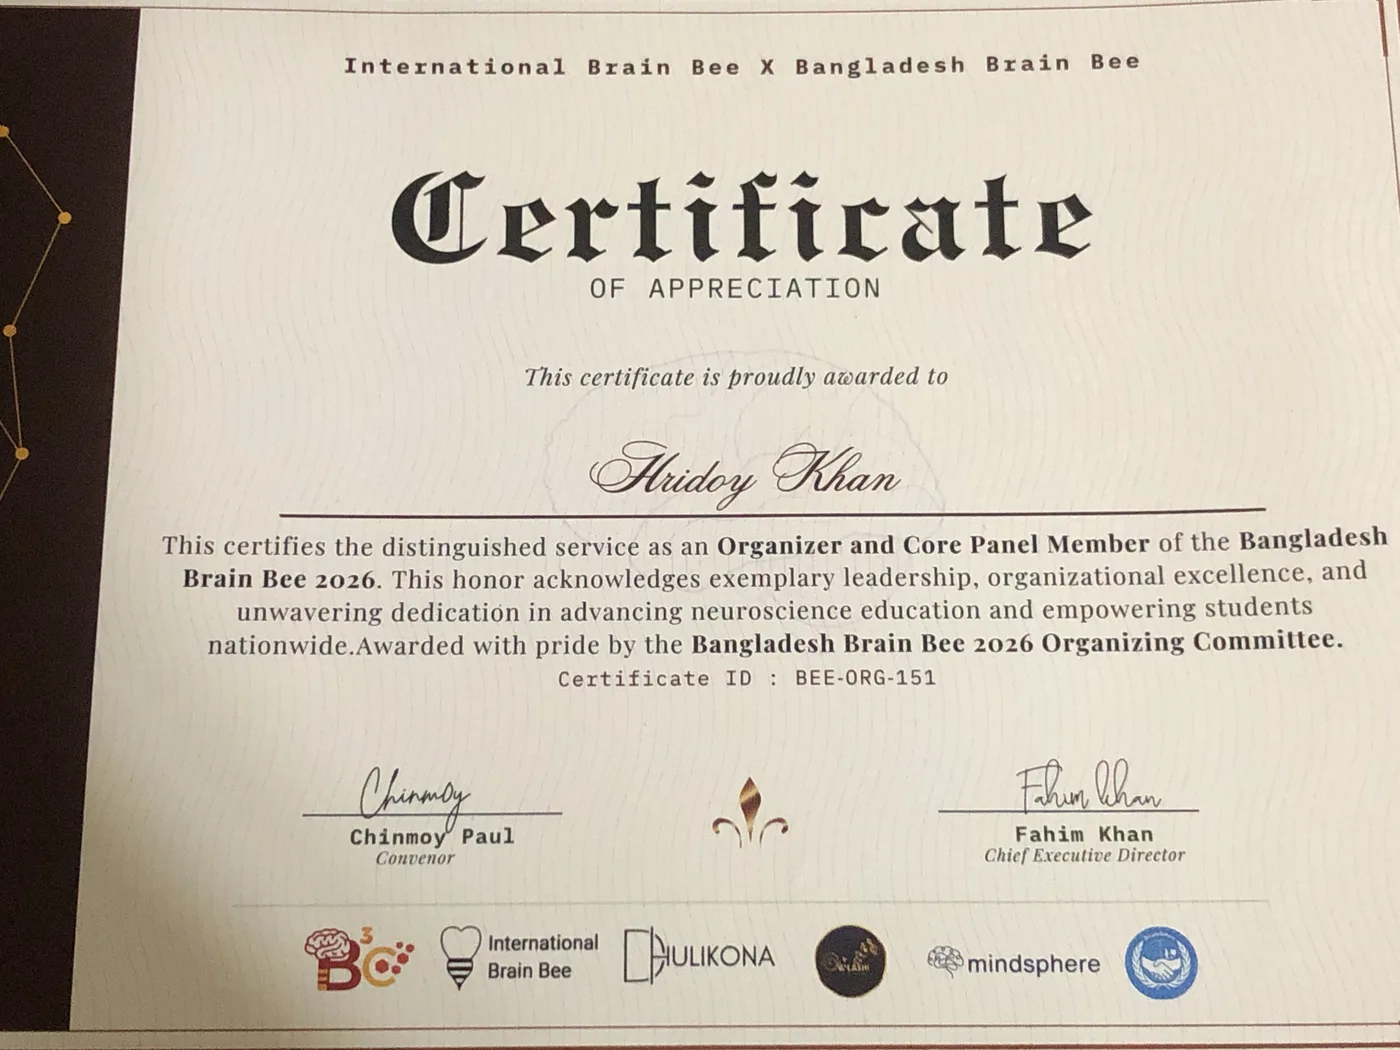 International Brain Bee X Bangladesh Brain Bee
Certificate
OF APPRECIATION
This certificate is proudly awarded to
Hridoy Khan
This certifies the distinguished service as an Organizer and Core Panel Member of the Bangladesh
Brain Bee 2026. This honor acknowledges exemplary leadership, organizational excellence, and
unwavering dedication in advancing neuroscience education and empowering students
nationwide.Awarded with pride by the Bangladesh Brain Bee 2026 Organizing Committee.
Certificate ID : BEE-ORG-151
Chinmoy
Fahim Khan
Chinmoy Paul
Fahim Khan
Convenor
Chief Executive Director
B3C
International
Brain Bee
DHULIKONA
mindsphere